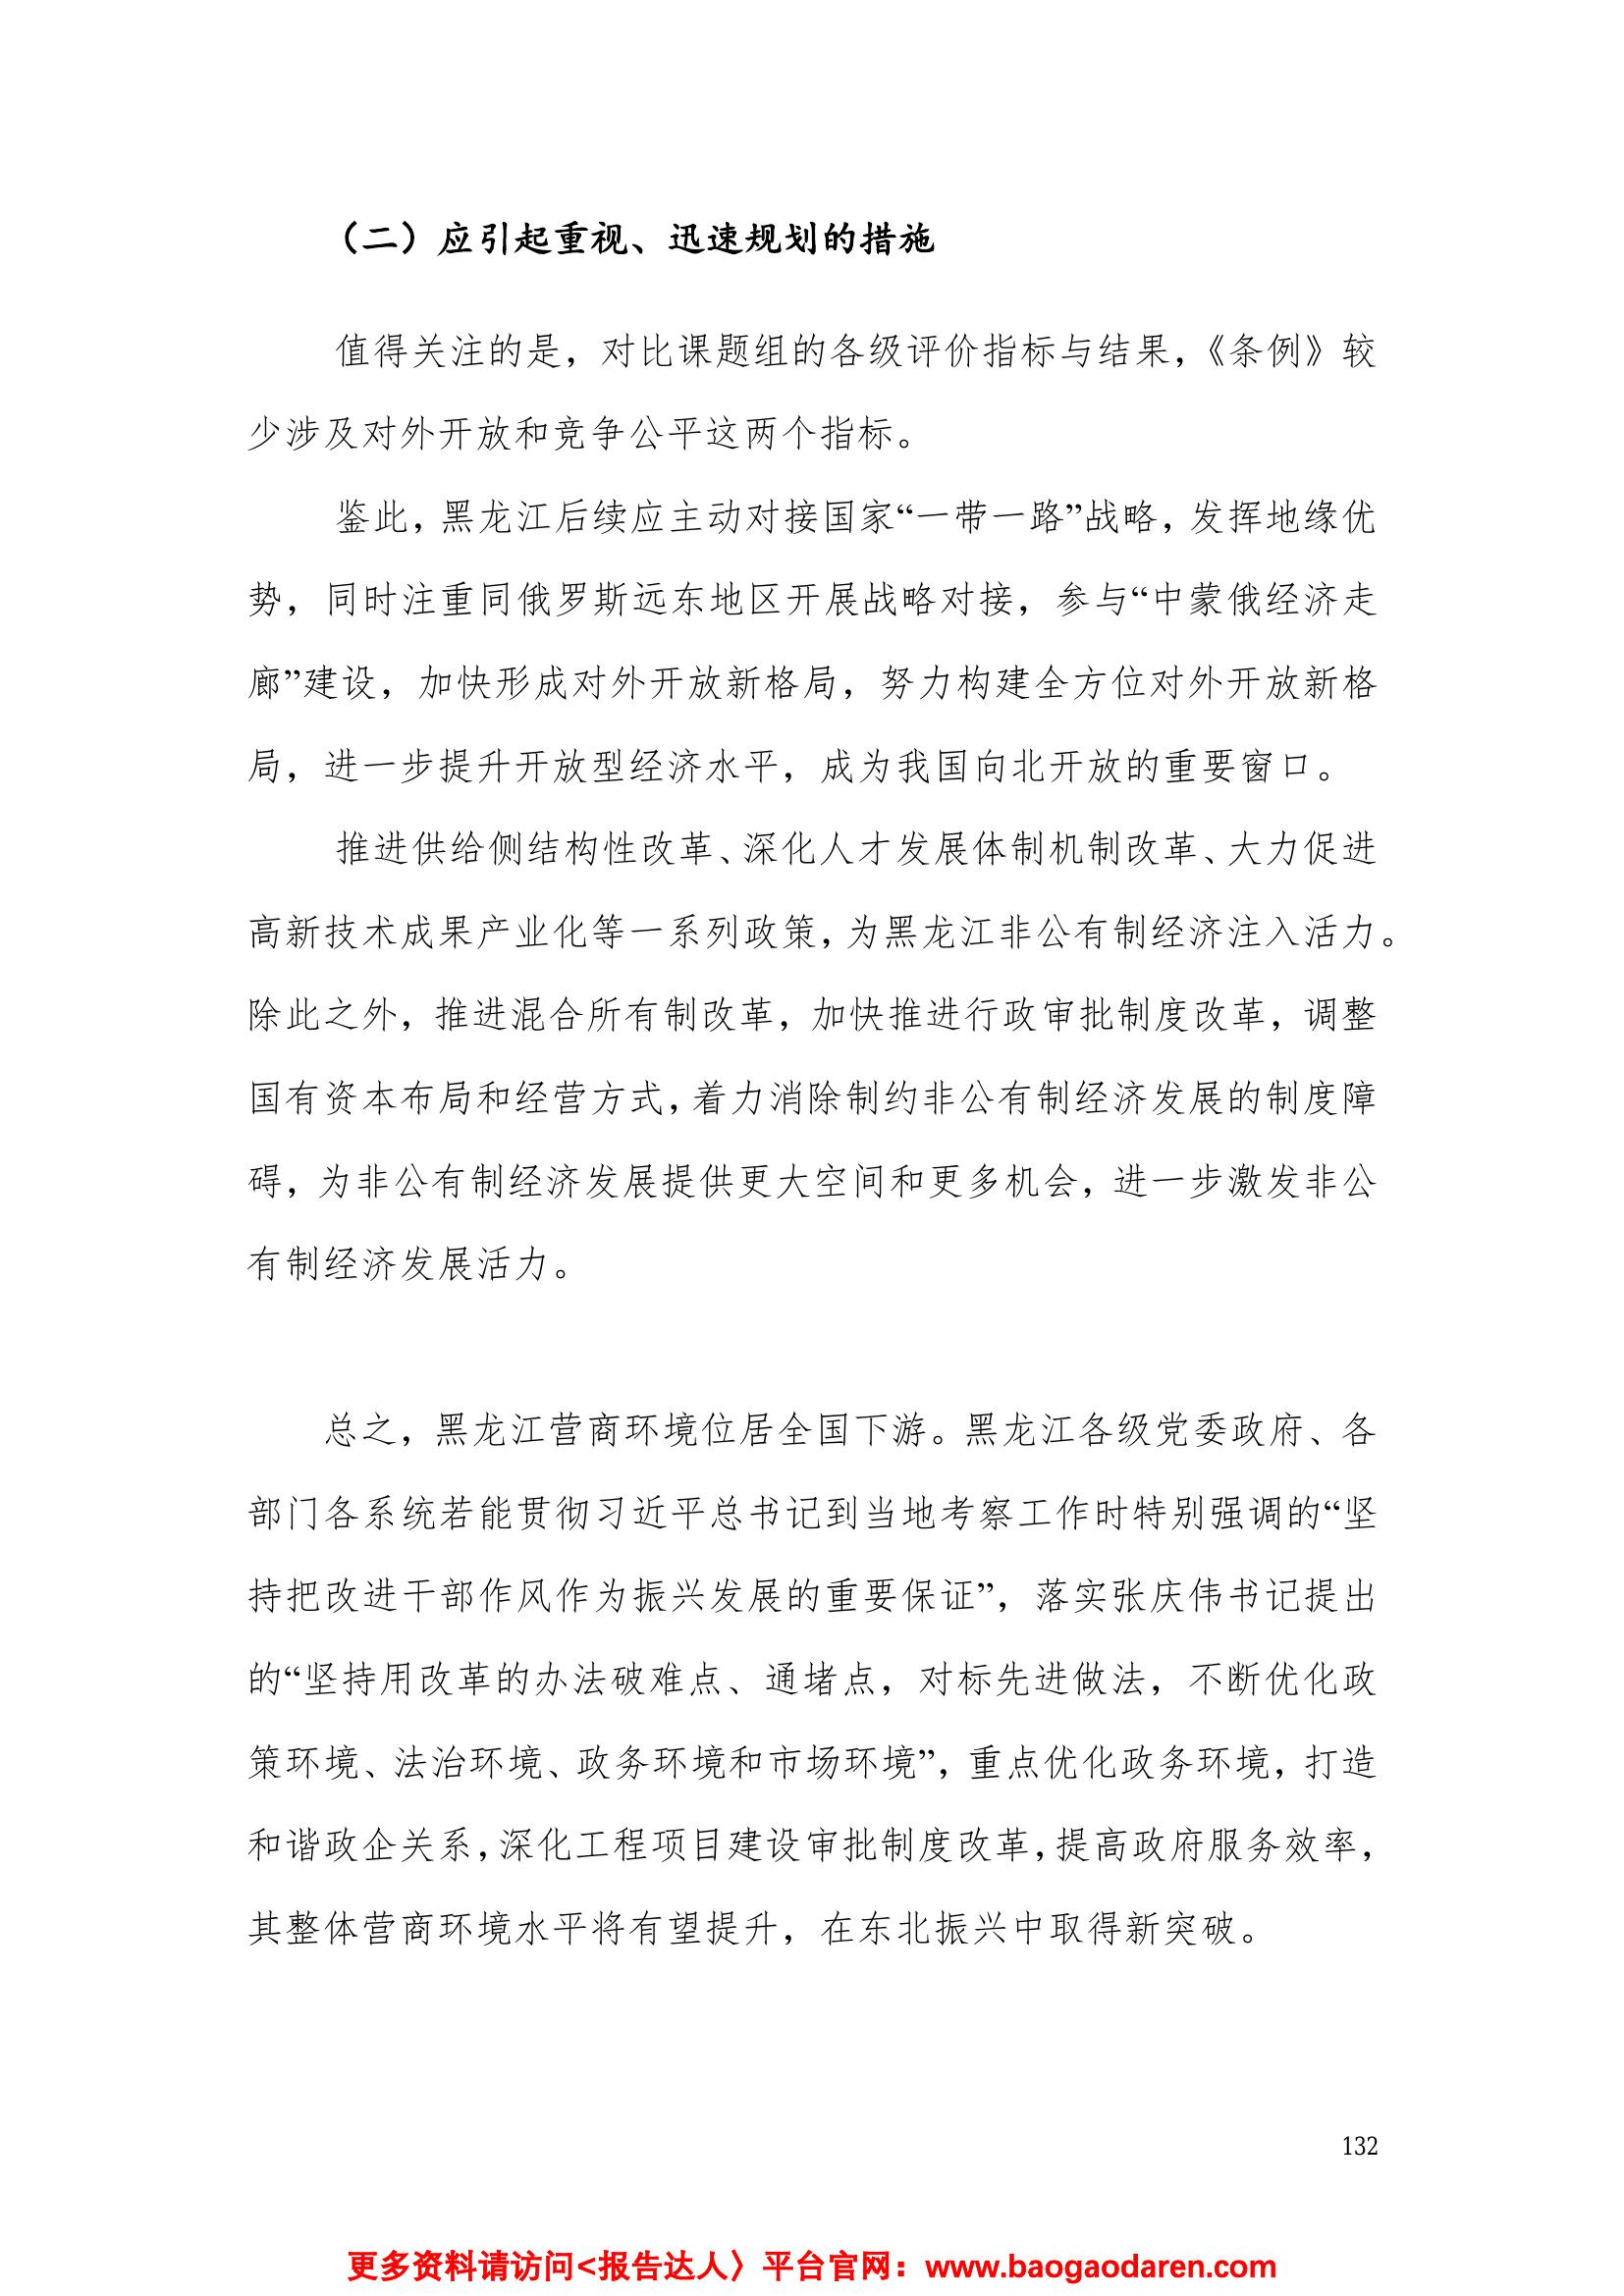 （二）应引起重视、迅速规划的措施
值得关注的是，对比课题组的各级评价指标与结果，《条例》较
少涉及对外开放和竞争公平这两个指标。
鉴此，黑龙江后续应主动对接国家“一带一路”战略，发挥地缘优
势，同时注重同俄罗斯远东地区开展战略对接，参与“中蒙俄经济走
廊”建设，加快形成对外开放新格局，努力构建全方位对外开放新格
局，进一步提升开放型经济水平，成为我国向北开放的重要窗口。
推进供给侧结构性改革、深化人才发展体制机制改革、大力促进
高新技术成果产业化等一系列政策，为黑龙江非公有制经济注入活力。
除此之外，推进混合所有制改革，加快推进行政审批制度改革，调整
国有资本布局和经营方式，着力消除制约非公有制经济发展的制度障
碍，为非公有制经济发展提供更大空间和更多机会，进一步激发非公
有制经济发展活力。
总之，黑龙江营商环境位居全国下游。黑龙江各级党委政府、各
部门各系统若能贯彻习近平总书记到当地考察工作时特别强调的“坚
持把改进干部作风作为振兴发展的重要保证”，落实张庆伟书记提出
的“坚持用改革的办法破难点、通堵点，对标先进做法，不断优化政
策环境、法治环境、政务环境和市场环境”，重点优化政务环境，打造
和谐政企关系，深化工程项目建设审批制度改革，提高政府服务效率，
其整体营商环境水平将有望提升，在东北振兴中取得新突破。
132
更多资料请访问<报告达人〉平台官网：www.baogaodaren.com